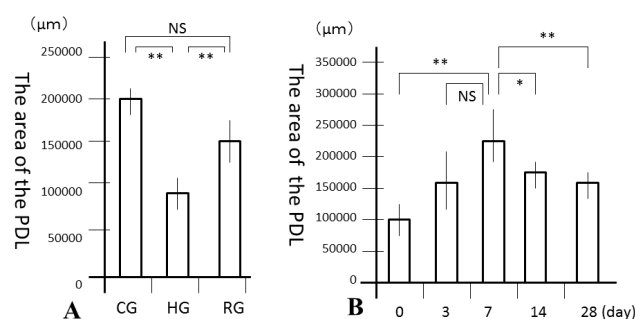 (μm)
NS
** **
250000
200000
150000
100000
50000
0
The area of the PDL
CG HG RG
A
(μm)
**
**
NS
*
350000
300000
250000
200000
150000
100000
50000
0
The area of the PDL
0 3 7 14 28 (day)
B